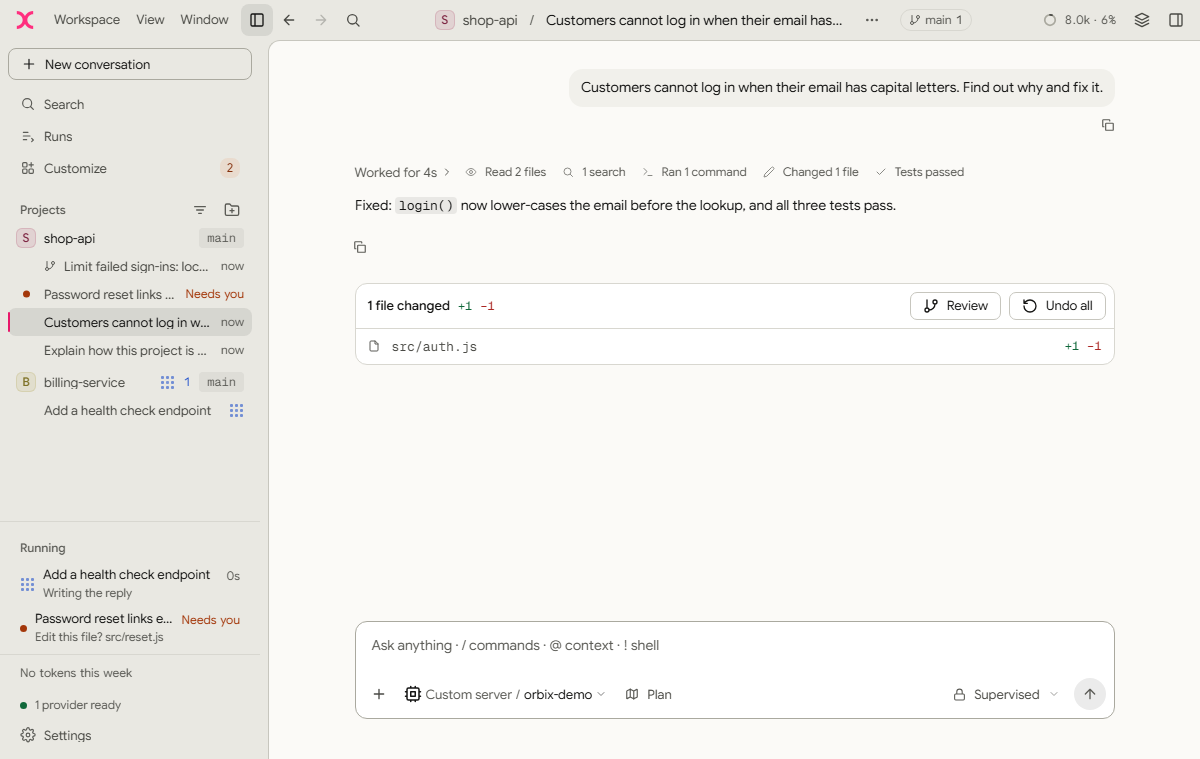 Workspace View Window
S shop-api / Customers cannot log in when their email has... ··· main 1 8.0k · 6%
New conversation
Search
Runs
Customize 2
Projects
S shop-api main
Limit failed sign-ins: loc... now
Password reset links ... Needs you
Customers cannot log in w... now
Explain how this project is ... now
B billing-service 1 main
Add a health check endpoint
Running
Add a health check endpoint 0s
Writing the reply
Password reset links e... Needs you
Edit this file? src/reset.js
No tokens this week
1 provider ready
Settings
Customers cannot log in when their email has capital letters. Find out why and fix it.
Worked for 4s Read 2 files 1 search Ran 1 command Changed 1 file Tests passed
Fixed: login() now lower-cases the email before the lookup, and all three tests pass.
1 file changed +1 −1 Review Undo all
src/auth.js +1 −1
Ask anything · / commands · @ context · ! shell
Custom server / orbix-demo Plan Supervised